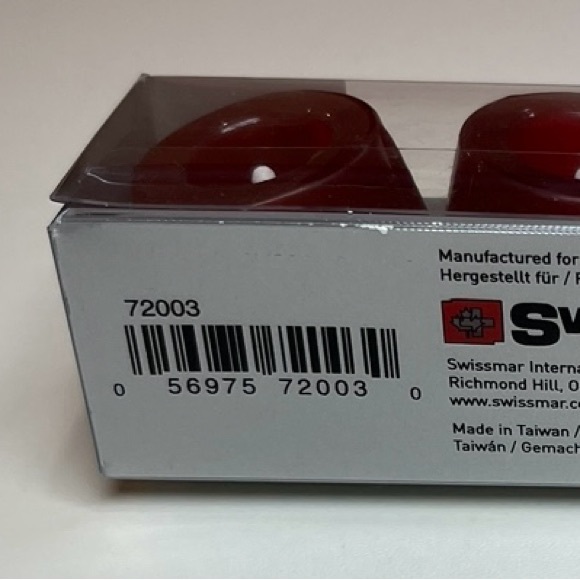 72003
0 56975 72003 0
Manufactured for
Hergestellt für /
Swissmar Interna
Richmond Hill, O
www.swissmar.co
Made in Taiwan /
Taiwán / Gemach